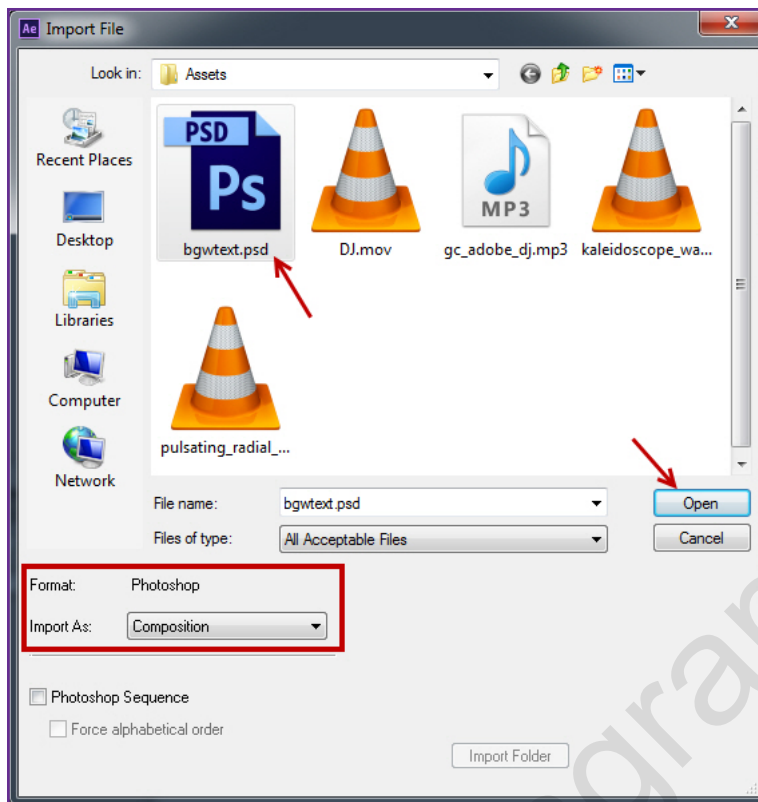 Ae Import File
Look in: Assets
Recent Places
Desktop
Libraries
Computer
Network
PSD
Ps
MP3
bgwtext.psd
DJ.mov
gc_adobe_dj.mp3
kaleidoscope_wa...
pulsating_radial_...
File name: bgwtext.psd Open
Files of type: All Acceptable Files Cancel
Format: Photoshop
Import As: Composition
Photoshop Sequence
Force alphabetical order
Import Folder